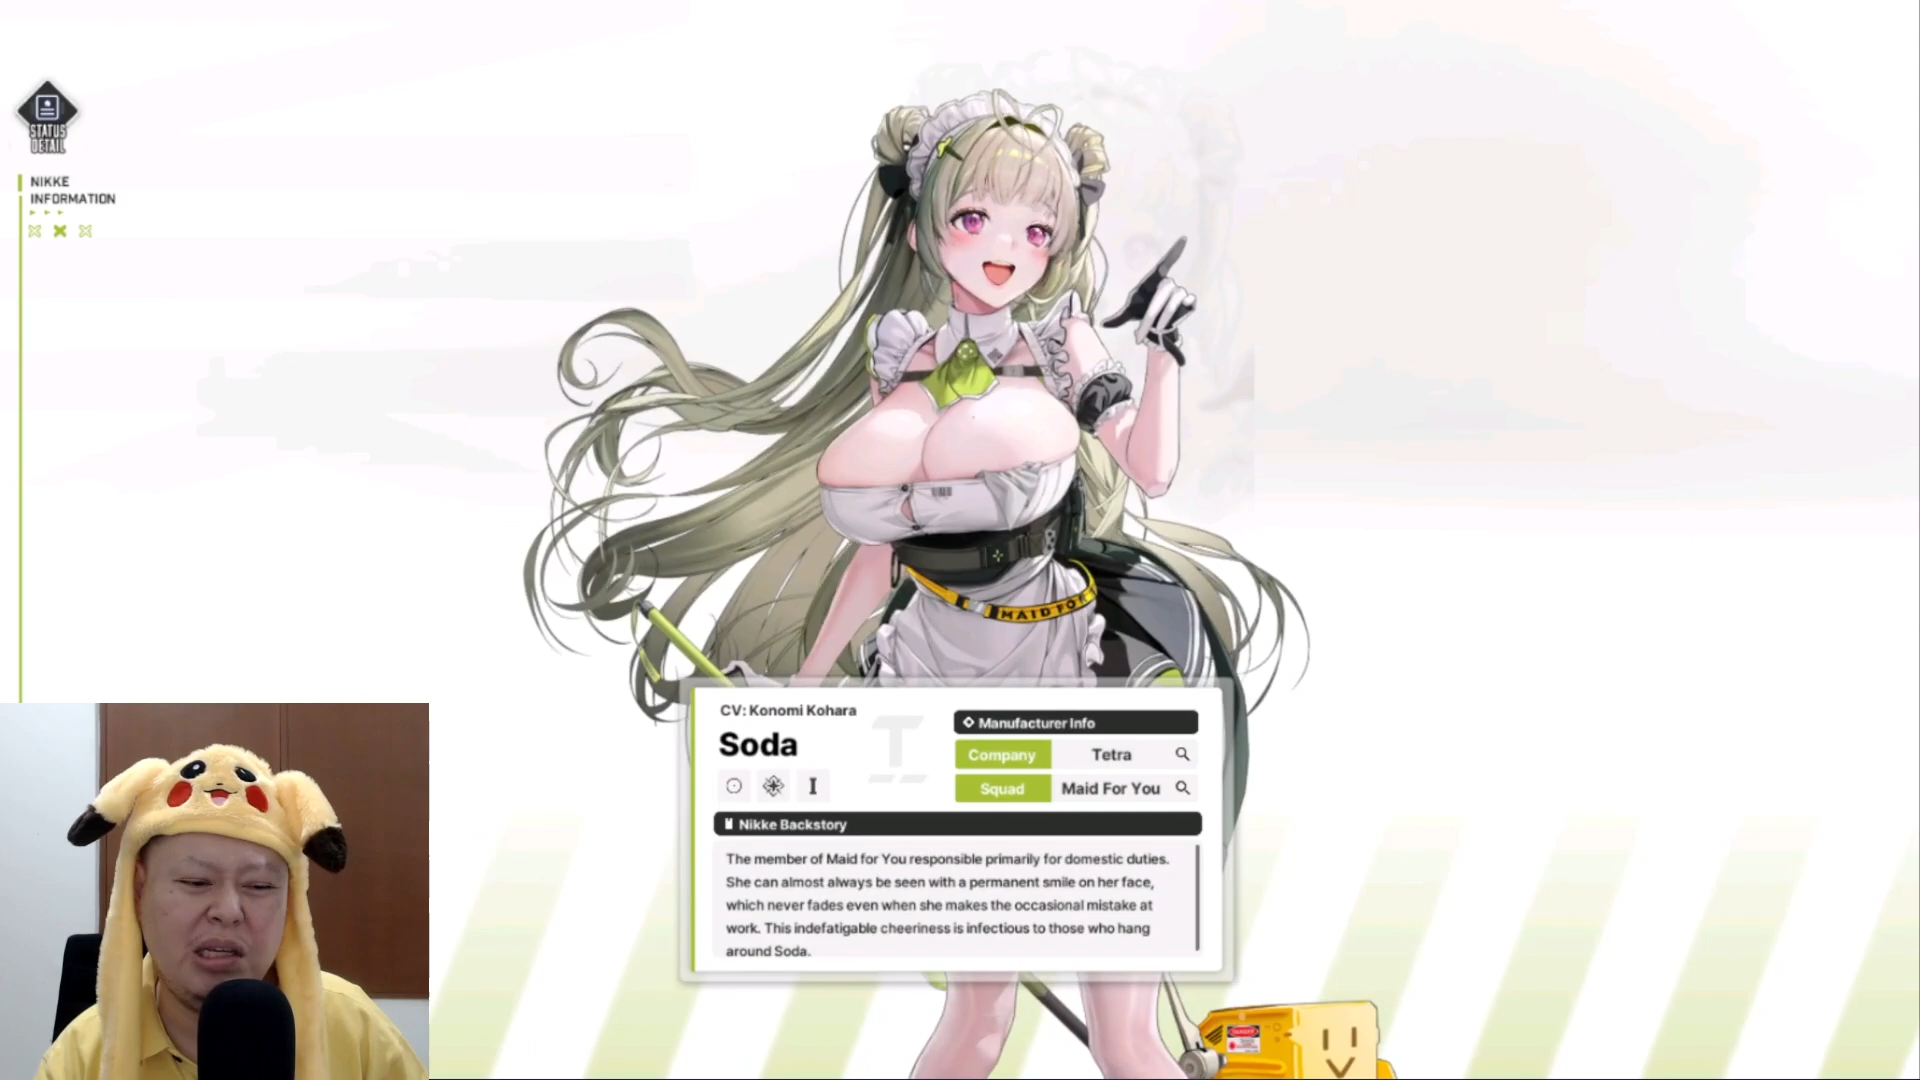 STATUS
DETAIL
NIKKE
INFORMATION
MAID FO
CV: Konomi Kohara
Soda
Manufacturer Info
Company Tetra
Squad Maid For You
Nikke Backstory
The member of Maid for You responsible primarily for domestic duties.
She can almost always be seen with a permanent smile on her face,
which never fades even when she makes the occasional mistake at
work. This indefatigable cheeriness is infectious to those who hang
around Soda.
DANGER